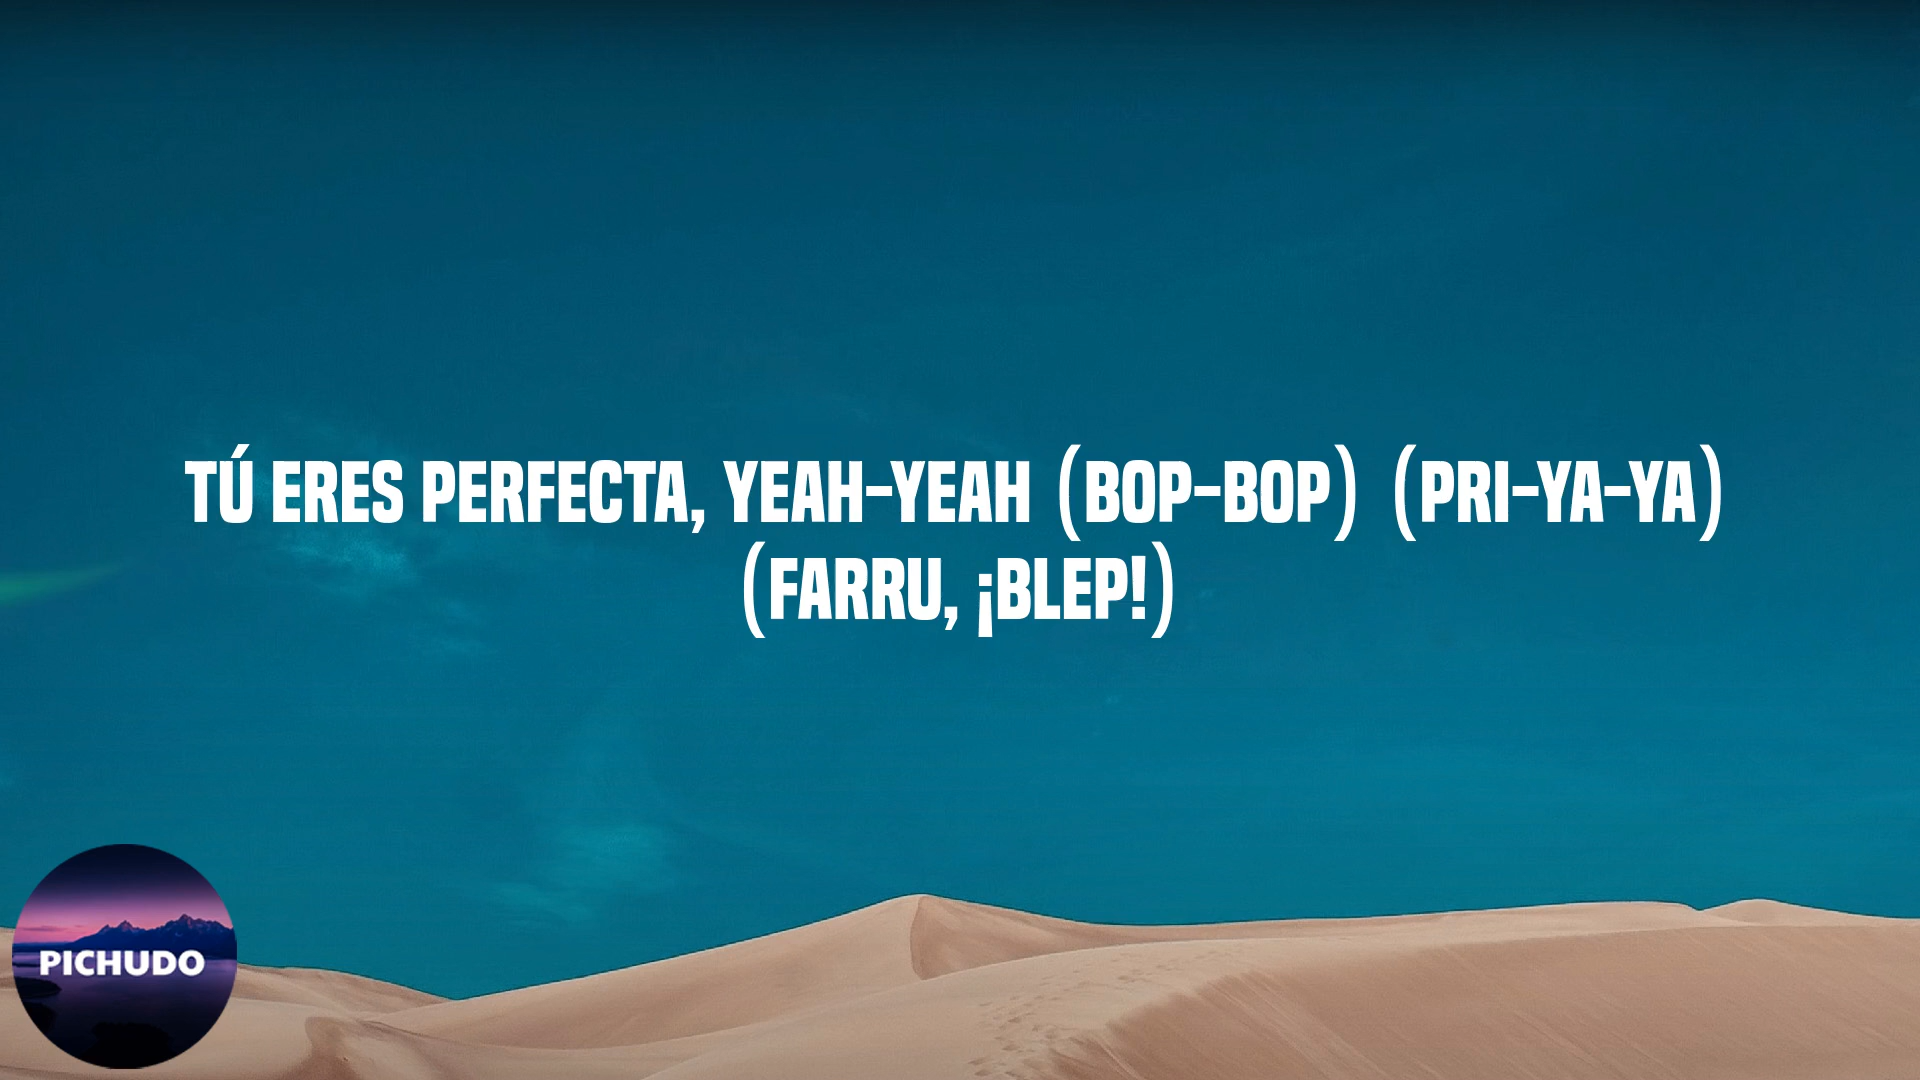 TÚ ERES PERFECTA, YEAH-YEAH (BOP-BOP) (PRI-YA-YA)
(FARRU, ¡BLEP!)
PICHUDO